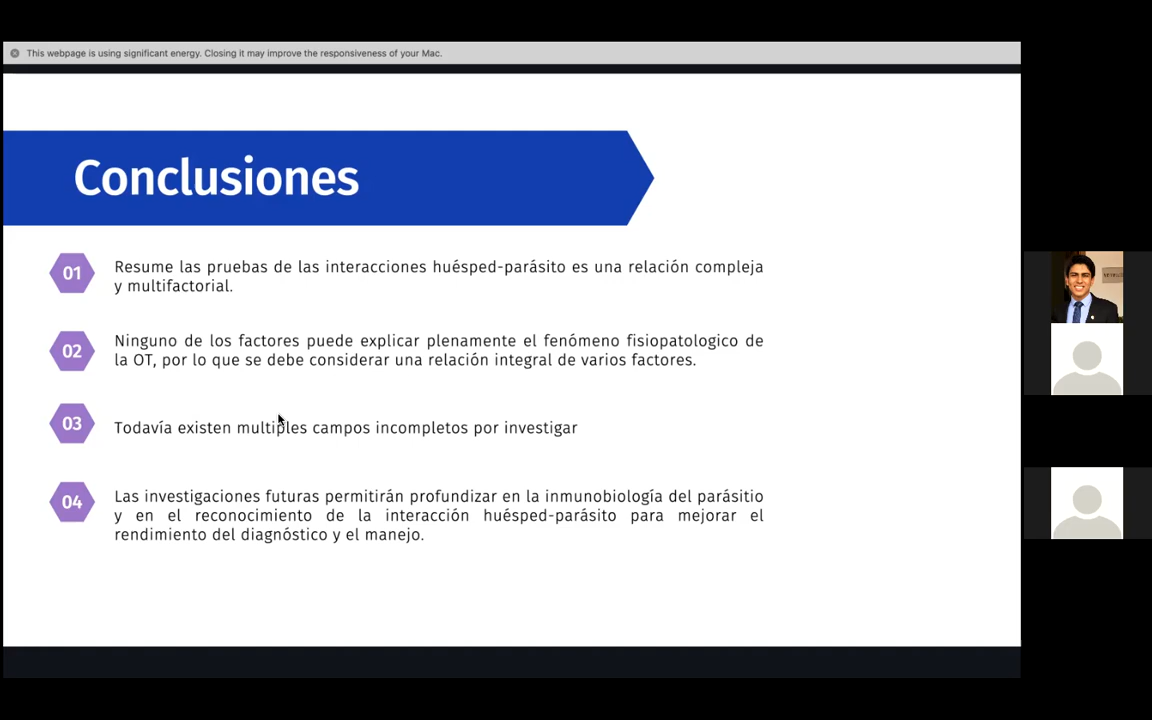 This webpage is using significant energy. Closing it may improve the responsiveness of your Mac.
Conclusiones
01
Resume las pruebas de las interacciones huésped-parásito es una relación compleja
y multifactorial.
02
Ninguno de los factores puede explicar plenamente el fenómeno fisiopatologico de
la OT, por lo que se debe considerar una relación integral de varios factores.
03
Todavía existen multiples campos incompletos por investigar
04
Las investigaciones futuras permitirán profundizar en la inmunobiología del parásitio
y en el reconocimiento de la interacción huésped-parásito para mejorar el
rendimiento del diagnóstico y el manejo.